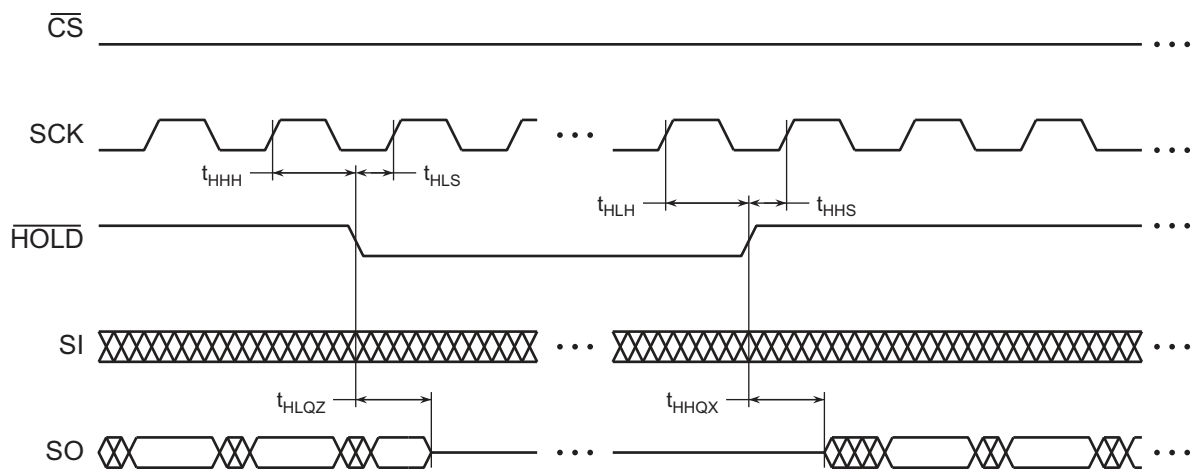 CS
SCK
tHHH
tHLS
tHLH
tHHS
HOLD
SI
tHLQZ
tHHQX
SO